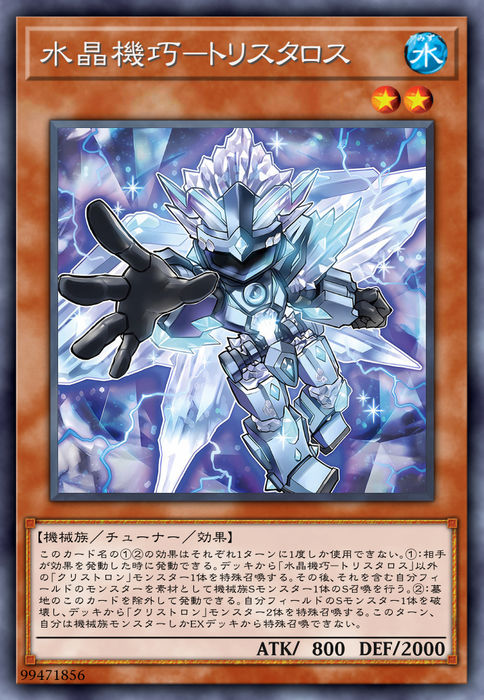 水晶機巧－トリスタロス
みず
水
【機械族／チューナー／効果】
このカード名の①②の効果はそれぞれ1ターンに1度しか使用できない。①：相手
が効果を発動した時に発動できる。デッキから「水晶機巧－トリスタロス」以外
の「クリストロン」モンスター1体を特殊召喚する。その後、それを含む自分フィ
ールドのモンスターを素材として機械族Sモンスター1体のS召喚を行う。②：墓
地のこのカードを除外して発動できる。自分フィールドのSモンスター1体を破
壊し、デッキから「クリストロン」モンスター2体を特殊召喚する。このターン、
自分は機械族モンスターしかEXデッキから特殊召喚できない。
ATK/ 800 DEF/2000
99471856